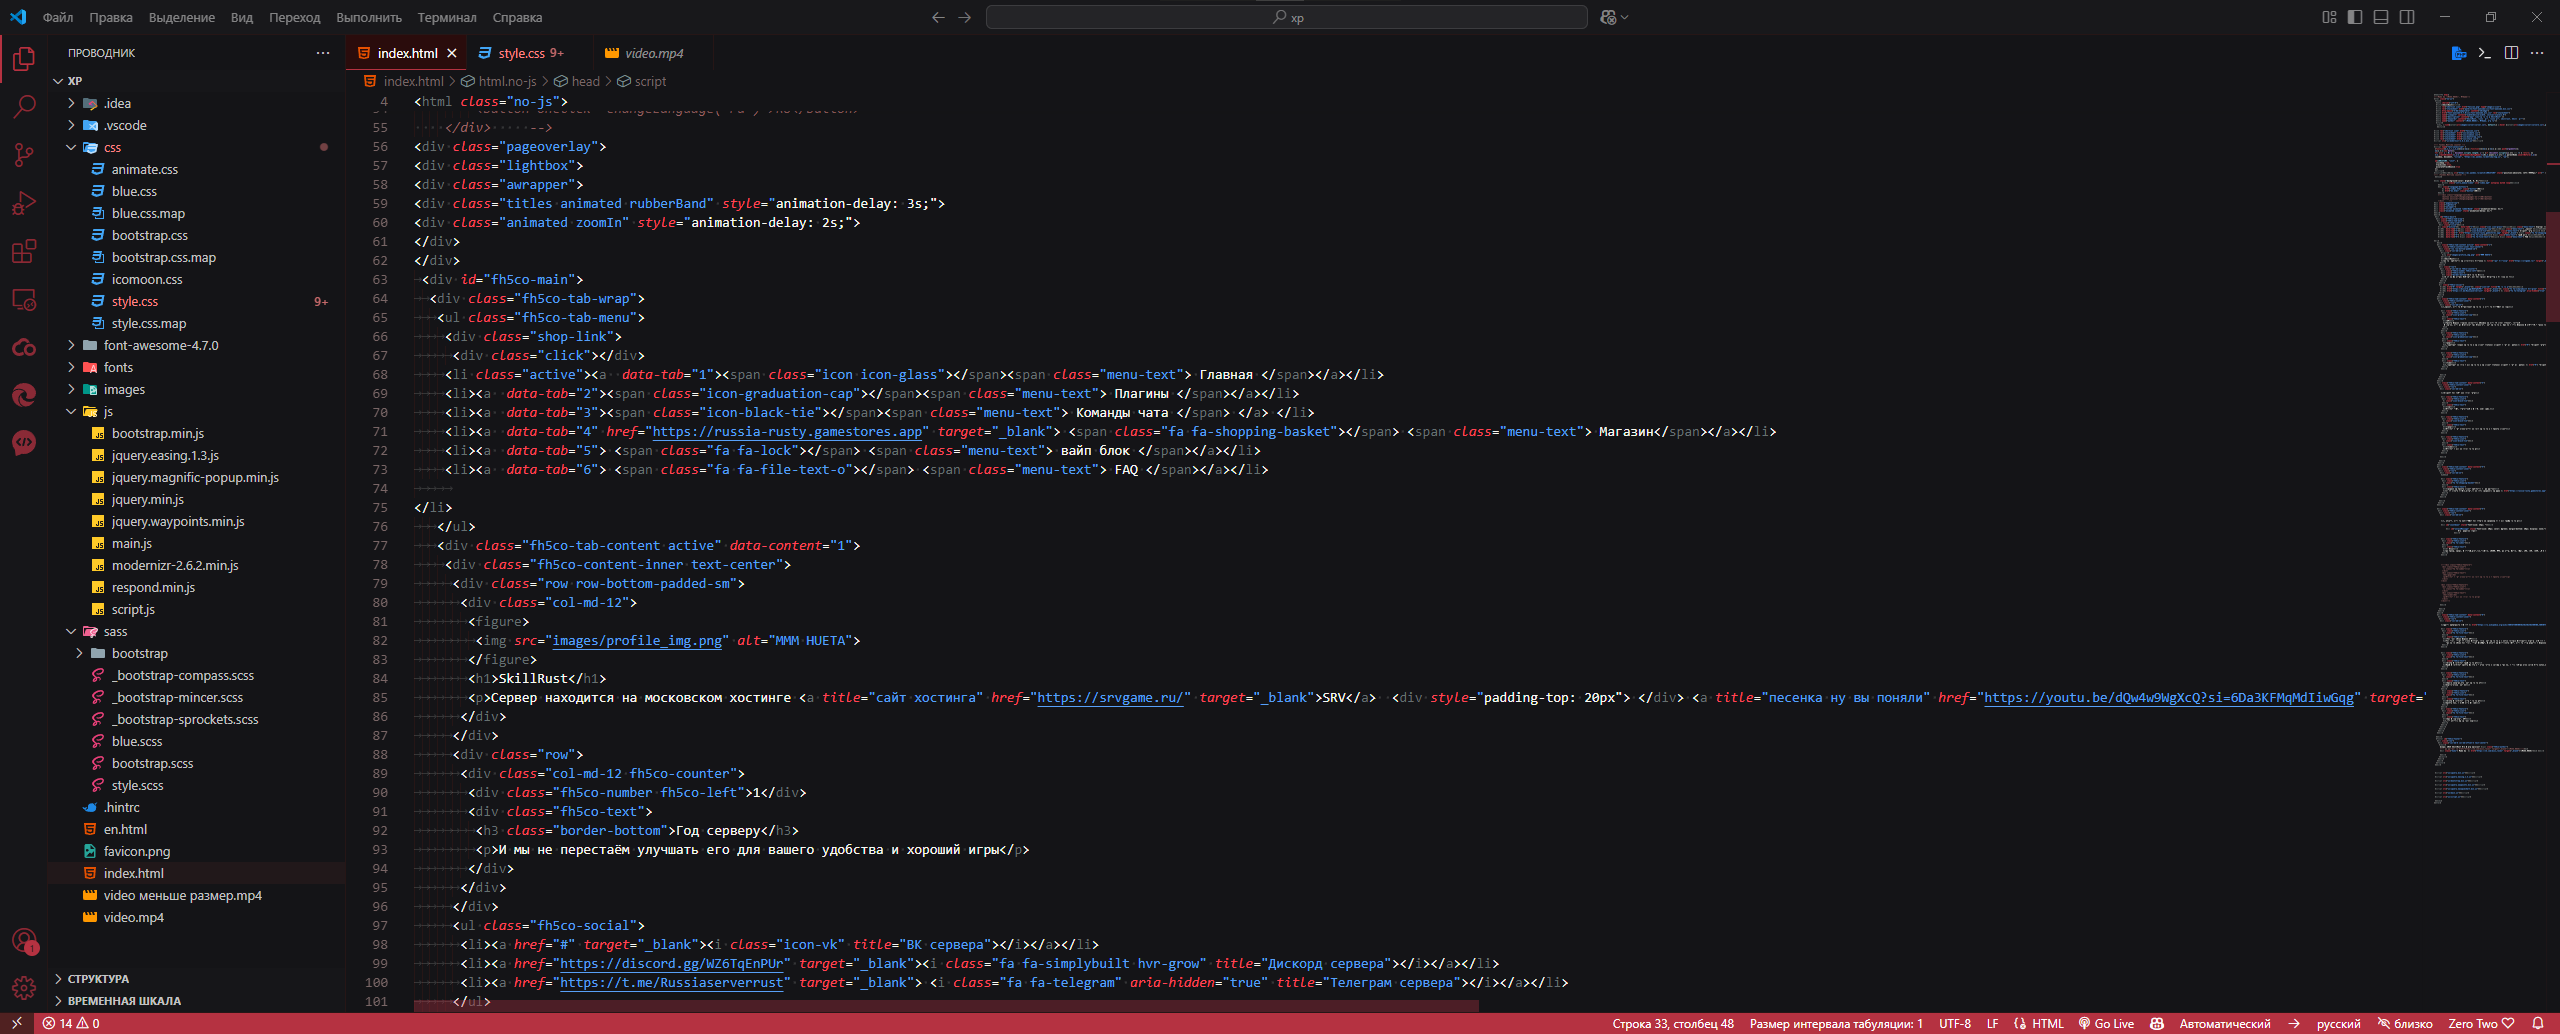 Файл Правка Выделение Вид Переход Выполнить Терминал Справка
xp
ПРОВОДНИК
index.html
style.css 9+
video.mp4
XP
index.html > html.no-js > head > script
.idea
.vscode
css
animate.css
blue.css
blue.css.map
bootstrap.css
bootstrap.css.map
icomoon.css
style.css 9+
style.css.map
font-awesome-4.7.0
fonts
images
js
bootstrap.min.js
jquery.easing.1.3.js
jquery.magnific-popup.min.js
jquery.min.js
jquery.waypoints.min.js
main.js
modernizr-2.6.2.min.js
respond.min.js
script.js
sass
bootstrap
_bootstrap-compass.scss
_bootstrap-mincer.scss
_bootstrap-sprockets.scss
blue.scss
bootstrap.scss
style.scss
.hintrc
en.html
favicon.png
index.html
video меньше размер.mp4
video.mp4
СТРУКТУРА
ВРЕМЕННАЯ ШКАЛА
1
4 <html class="no-js">
55 </div> -->
56 <div class="pageoverlay">
57 <div class="lightbox">
58 <div class="awrapper">
59 <div class="titles animated rubberBand" style="animation-delay: 3s;">
60 <div class="animated zoomIn" style="animation-delay: 2s;">
61 </div>
62 </div>
63 <div id="fh5co-main">
64 <div class="fh5co-tab-wrap">
65 <ul class="fh5co-tab-menu">
66 <div class="shop-link">
67 <div class="click"></div>
68 <li class="active"><a data-tab="1"><span class="icon icon-glass"></span><span class="menu-text"> Главная </span></a></li>
69 <li><a data-tab="2"><span class="icon-graduation-cap"></span><span class="menu-text"> Плагины </span></a></li>
70 <li><a data-tab="3"><span class="icon-black-tie"></span><span class="menu-text"> Команды чата </span> </a> </li>
71 <li><a data-tab="4" href="https://russia-rusty.gamestores.app" target="_blank"> <span class="fa fa-shopping-basket"></span> <span class="menu-text"> Магазин</span></a></li>
72 <li><a data-tab="5"> <span class="fa fa-lock"></span> <span class="menu-text"> вайп блок </span></a></li>
73 <li><a data-tab="6"> <span class="fa fa-file-text-o"></span> <span class="menu-text"> FAQ </span></a></li>
74
75 </li>
76 </ul>
77 <div class="fh5co-tab-content active" data-content="1">
78 <div class="fh5co-content-inner text-center">
79 <div class="row row-bottom-padded-sm">
80 <div class="col-md-12">
81 <figure>
82 <img src="images/profile_img.png" alt="MMM HUETA">
83 </figure>
84 <h1>SkillRust</h1>
85 <p>Сервер находится на московском хостинге <a title="сайт хостинга" href="https://srvgame.ru/" target="_blank">SRV</a> <div style="padding-top: 20px"> </div> <a title="песенка ну вы поняли" href="https://youtu.be/dQw4w9WgXcQ?si=6Da3KFMqMdIiwGqg" target="
86 </div>
87 </div>
88 <div class="row">
89 <div class="col-md-12 fh5co-counter">
90 <div class="fh5co-number fh5co-left">1</div>
91 <div class="fh5co-text">
92 <h3 class="border-bottom">Год серверу</h3>
93 <p>И мы не перестаём улучшать его для вашего удобства и хороший игры</p>
94 </div>
95 </div>
96 </div>
97 <ul class="fh5co-social">
98 <li><a href="#" target="_blank"><i class="icon-vk" title="ВК сервера"></i></a></li>
99 <li><a href="https://discord.gg/WZ6TqEnPUr" target="_blank"><i class="fa fa-simplybuilt hvr-grow" title="Дискорд сервера"></i></a></li>
100 <li><a href="https://t.me/Russiaserverrust" target="_blank"> <i class="fa fa-telegram" aria-hidden="true" title="Телеграм сервера"></i></a></li>
101 </ul>
14 0
Строка 33, столбец 48 Размер интервала табуляции: 1 UTF-8 LF HTML Go Live Автоматический русский близко Zero Two